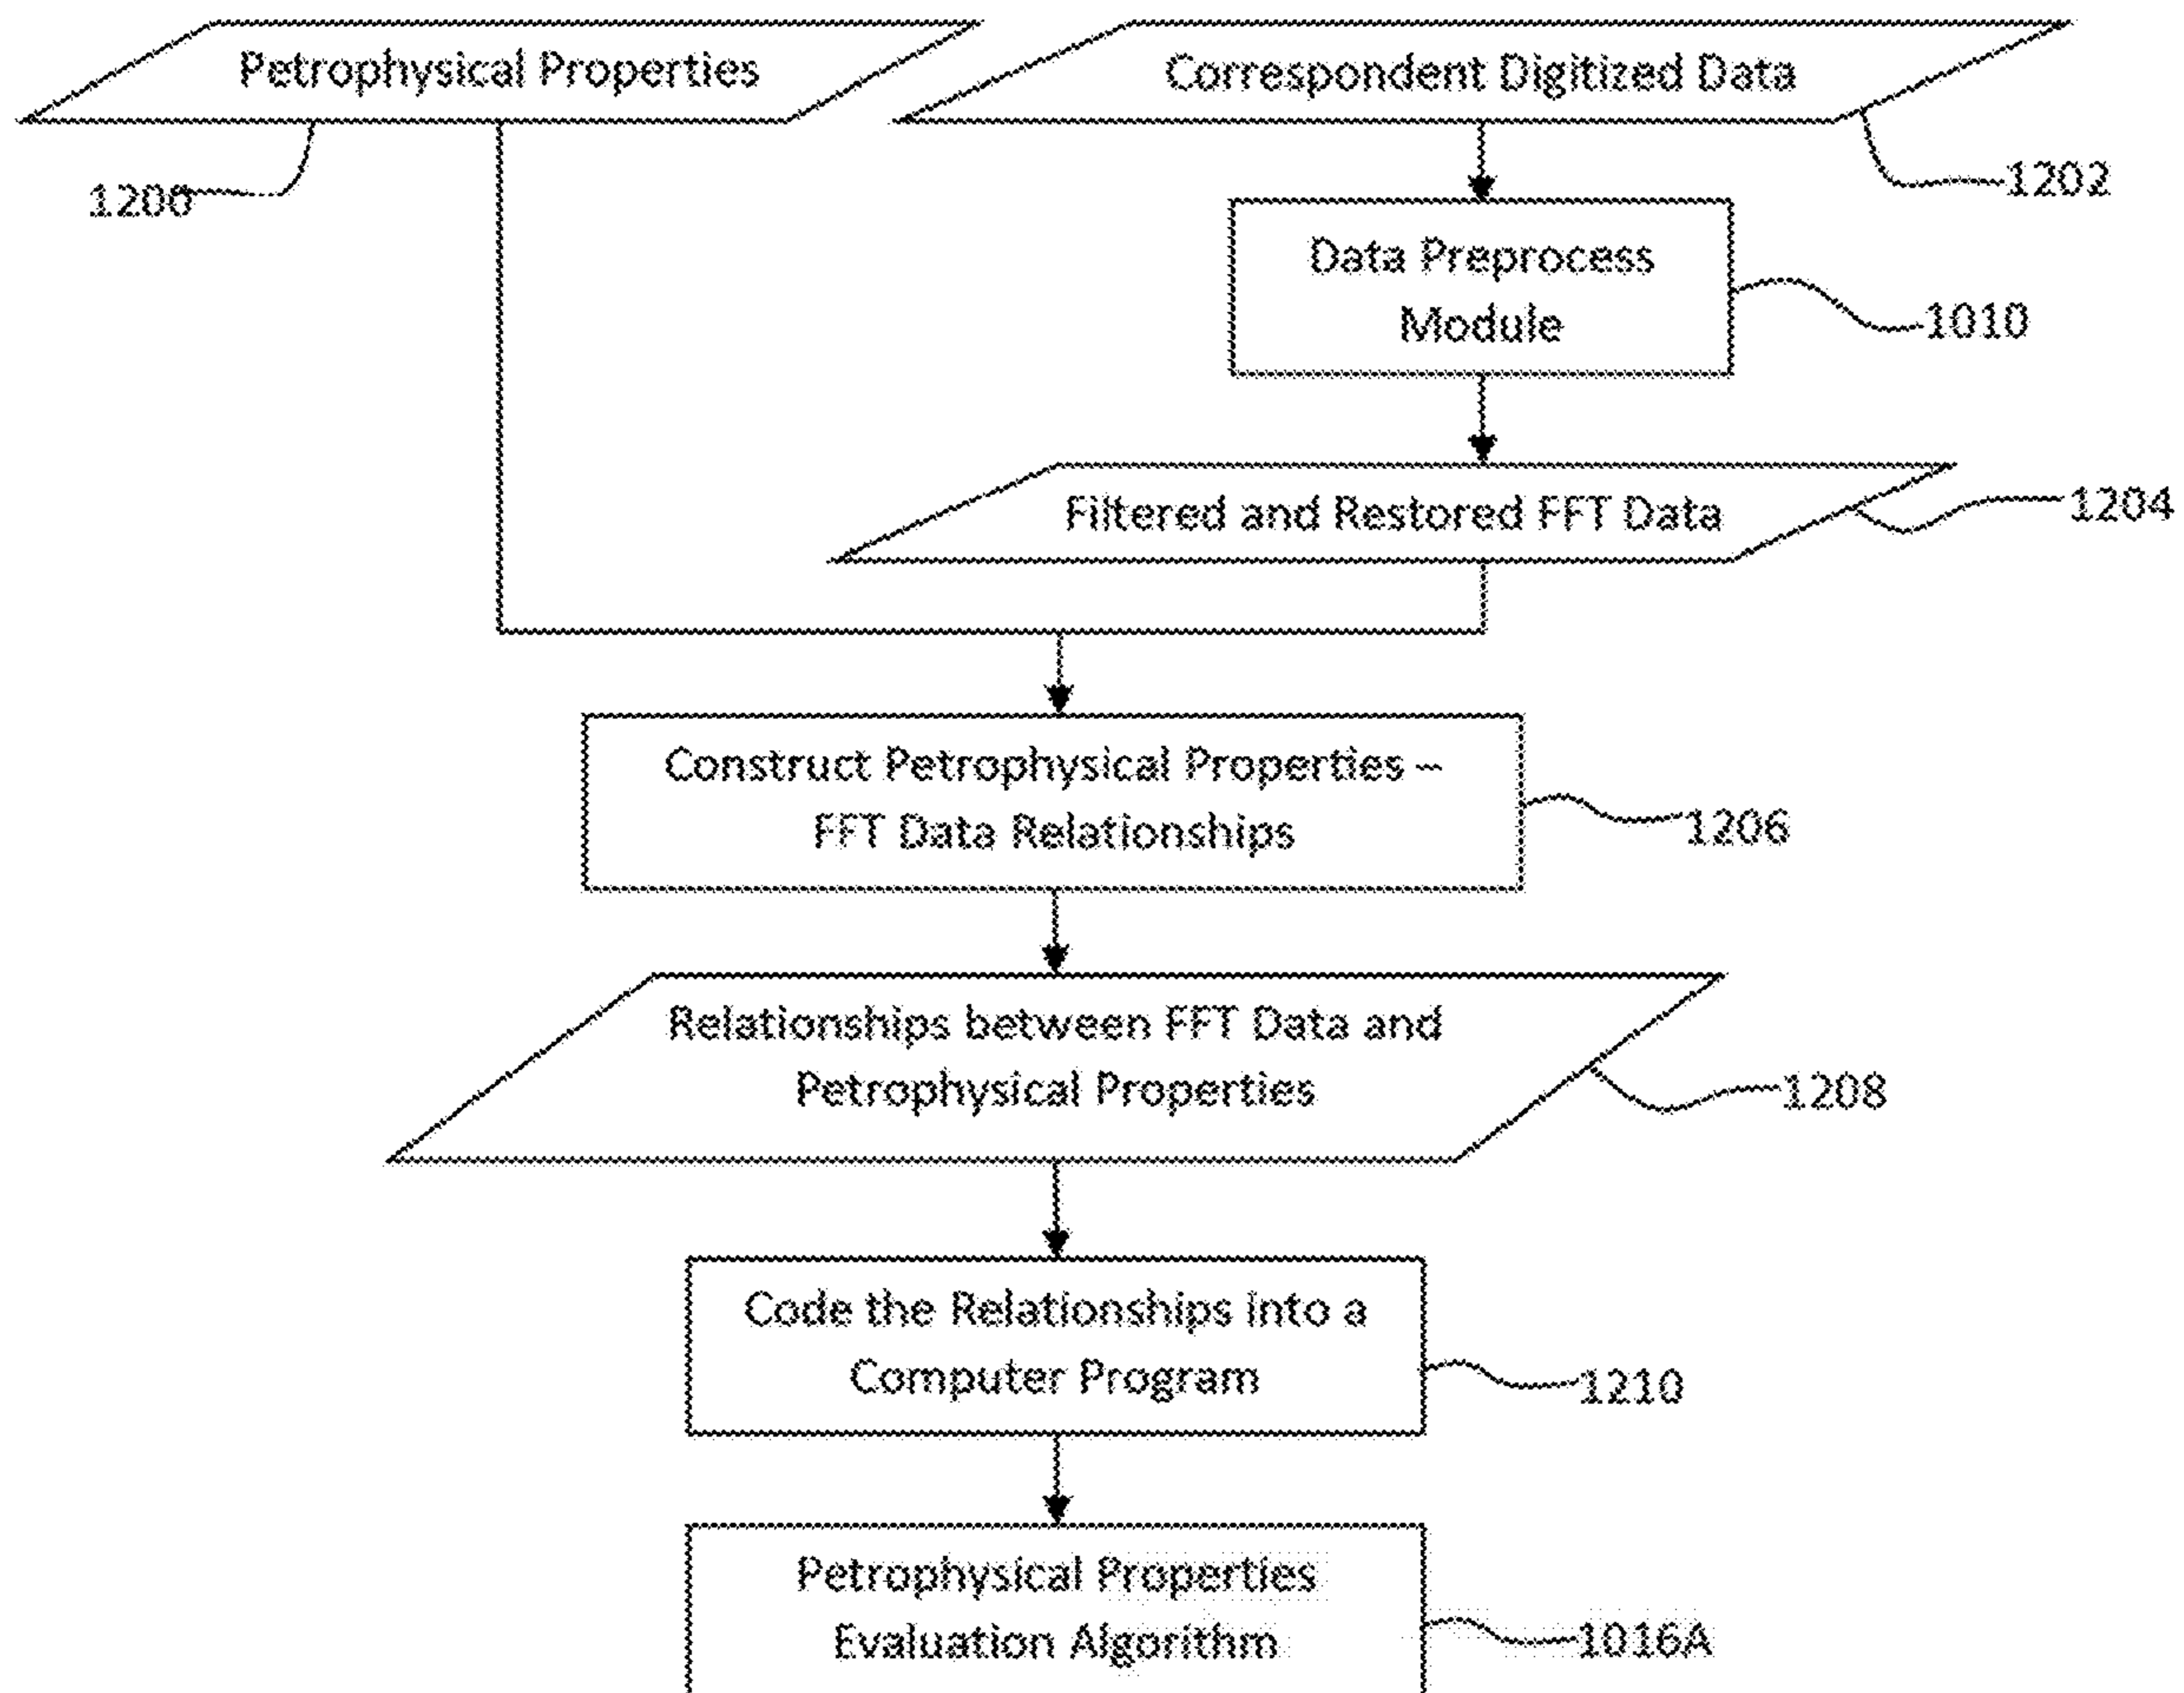 Petrophysical Properties
Correspondent Digitized Data
1200
1202
Data Preprocess
Module
1010
Filtered and Restored FFT Data
1204
Construct Petrophysical Properties –
FFT Data Relationships
1206
Relationships between FFT Data and
Petrophysical Properties
1208
Code the Relationships into a
Computer Program
1210
Petrophysical Properties
Evaluation Algorithm
1016A